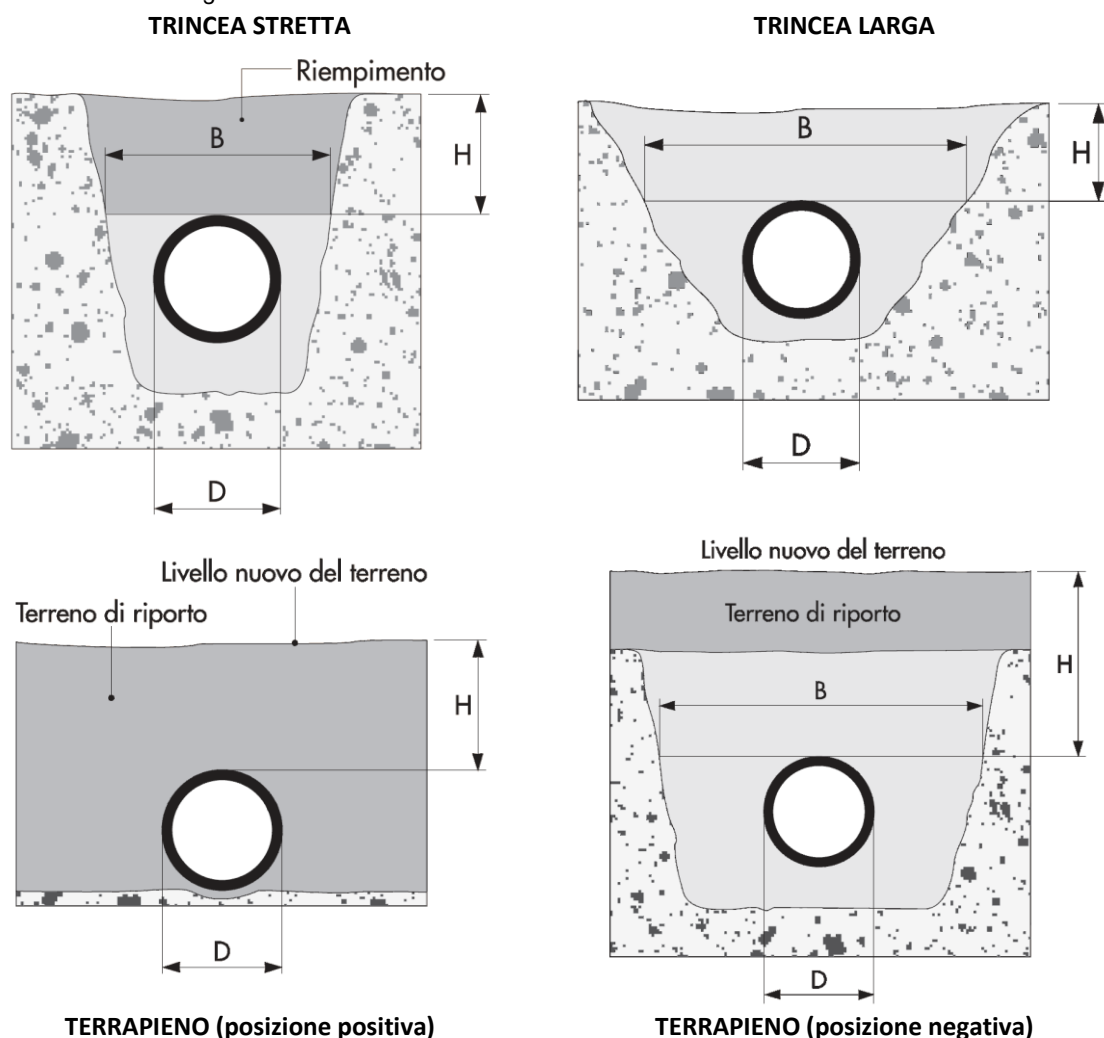 TRINCEA STRETTA
TRINCEA LARGA
Riempimento
B
H
D
B
H
D
Livello nuovo del terreno
Terreno di riporto
H
D
Livello nuovo del terreno
Terreno di riporto
H
B
D
TERRAPIENO (posizione positiva)
TERRAPIENO (posizione negativa)